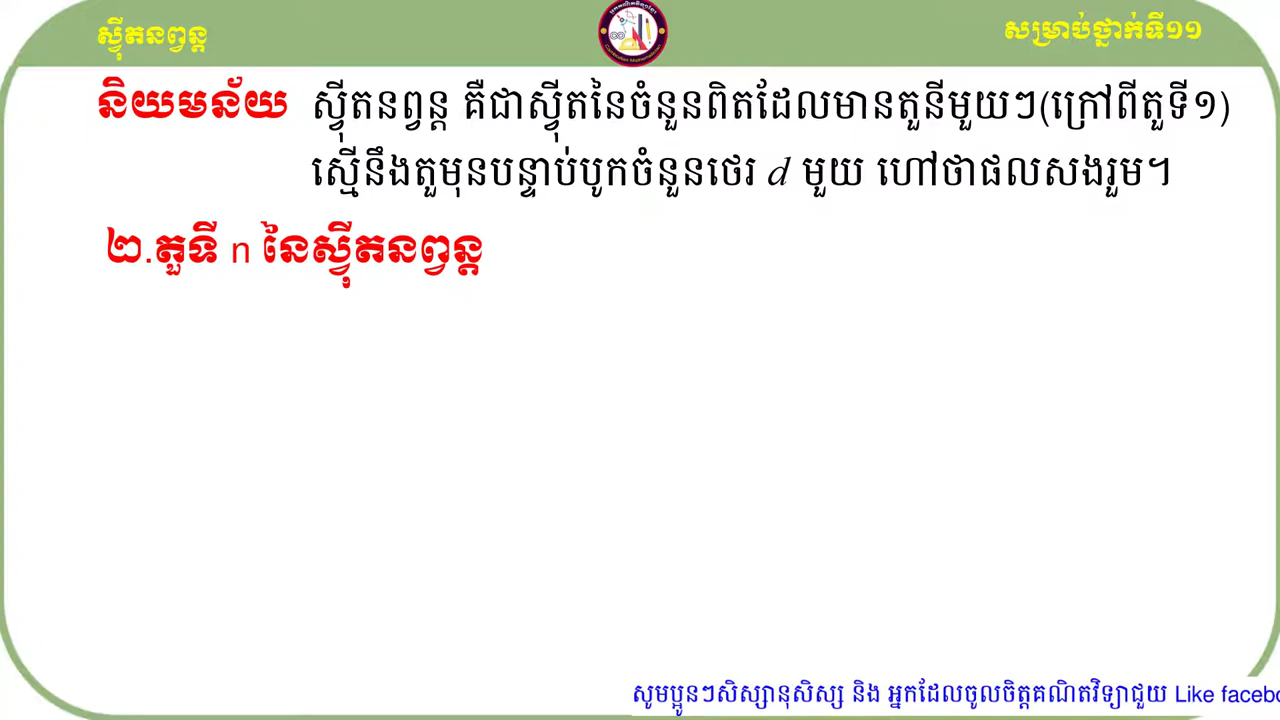 ស្វ៊ីតនព្វន្ត
សម្រាប់ថ្នាក់ទី១១
និយមន័យ ស្វ៊ីតនព្វន្ត គឺជាស្វ៊ីតនៃចំនួនពិតដែលមានតួនីមួយៗ(ក្រៅពីតួទី១)
ស្មើនឹងតួមុនបន្ទាប់បូកចំនួនថេរ d មួយ ហៅថាផលសងរួម។
២.តួទី n នៃស្វ៊ីតនព្វន្ត
សូមប្អូនៗសិស្សានុសិស្ស និង អ្នកដែលចូលចិត្តគណិតវិទ្យាជួយ Like facebo